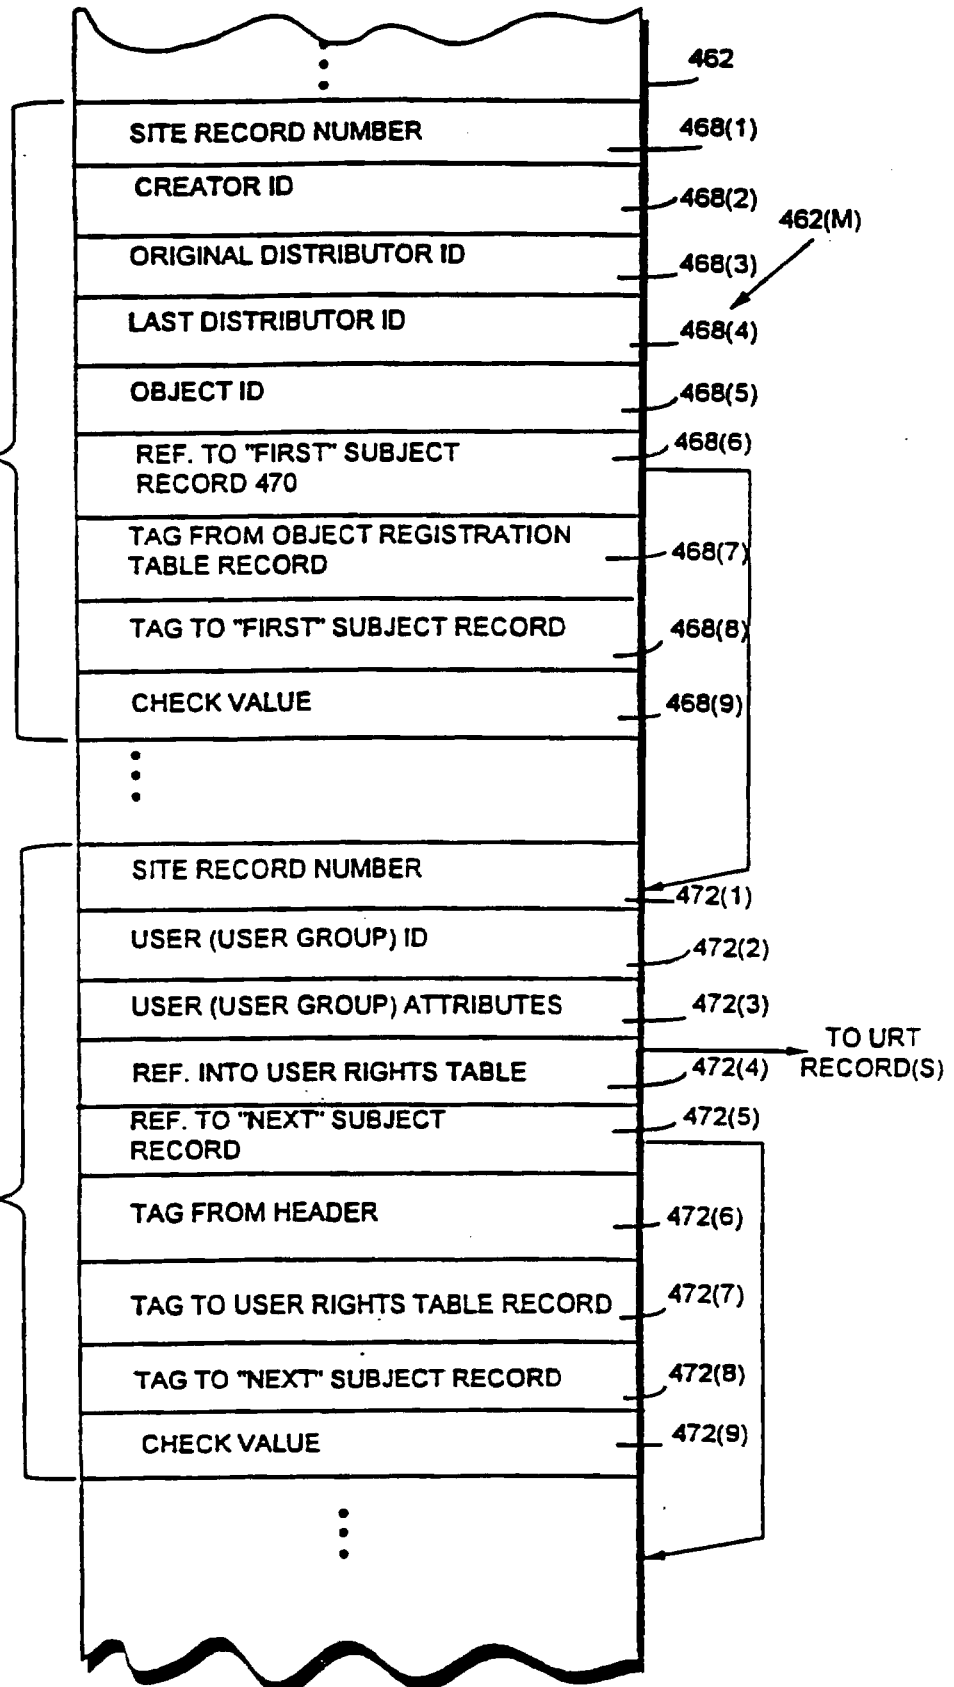 462
SITE RECORD NUMBER 468(1)
CREATOR ID 468(2)
462(M)
ORIGINAL DISTRIBUTOR ID 468(3)
LAST DISTRIBUTOR ID 468(4)
OBJECT ID 468(5)
REF. TO "FIRST" SUBJECT 468(6)
RECORD 470
TAG FROM OBJECT REGISTRATION 468(7)
TABLE RECORD
TAG TO "FIRST" SUBJECT RECORD 468(8)
CHECK VALUE 468(9)
SITE RECORD NUMBER 472(1)
USER (USER GROUP) ID 472(2)
USER (USER GROUP) ATTRIBUTES 472(3)
TO URT
RECORD(S)
REF. INTO USER RIGHTS TABLE 472(4)
REF. TO "NEXT" SUBJECT 472(5)
RECORD
TAG FROM HEADER 472(6)
TAG TO USER RIGHTS TABLE RECORD 472(7)
TAG TO "NEXT" SUBJECT RECORD 472(8)
CHECK VALUE 472(9)